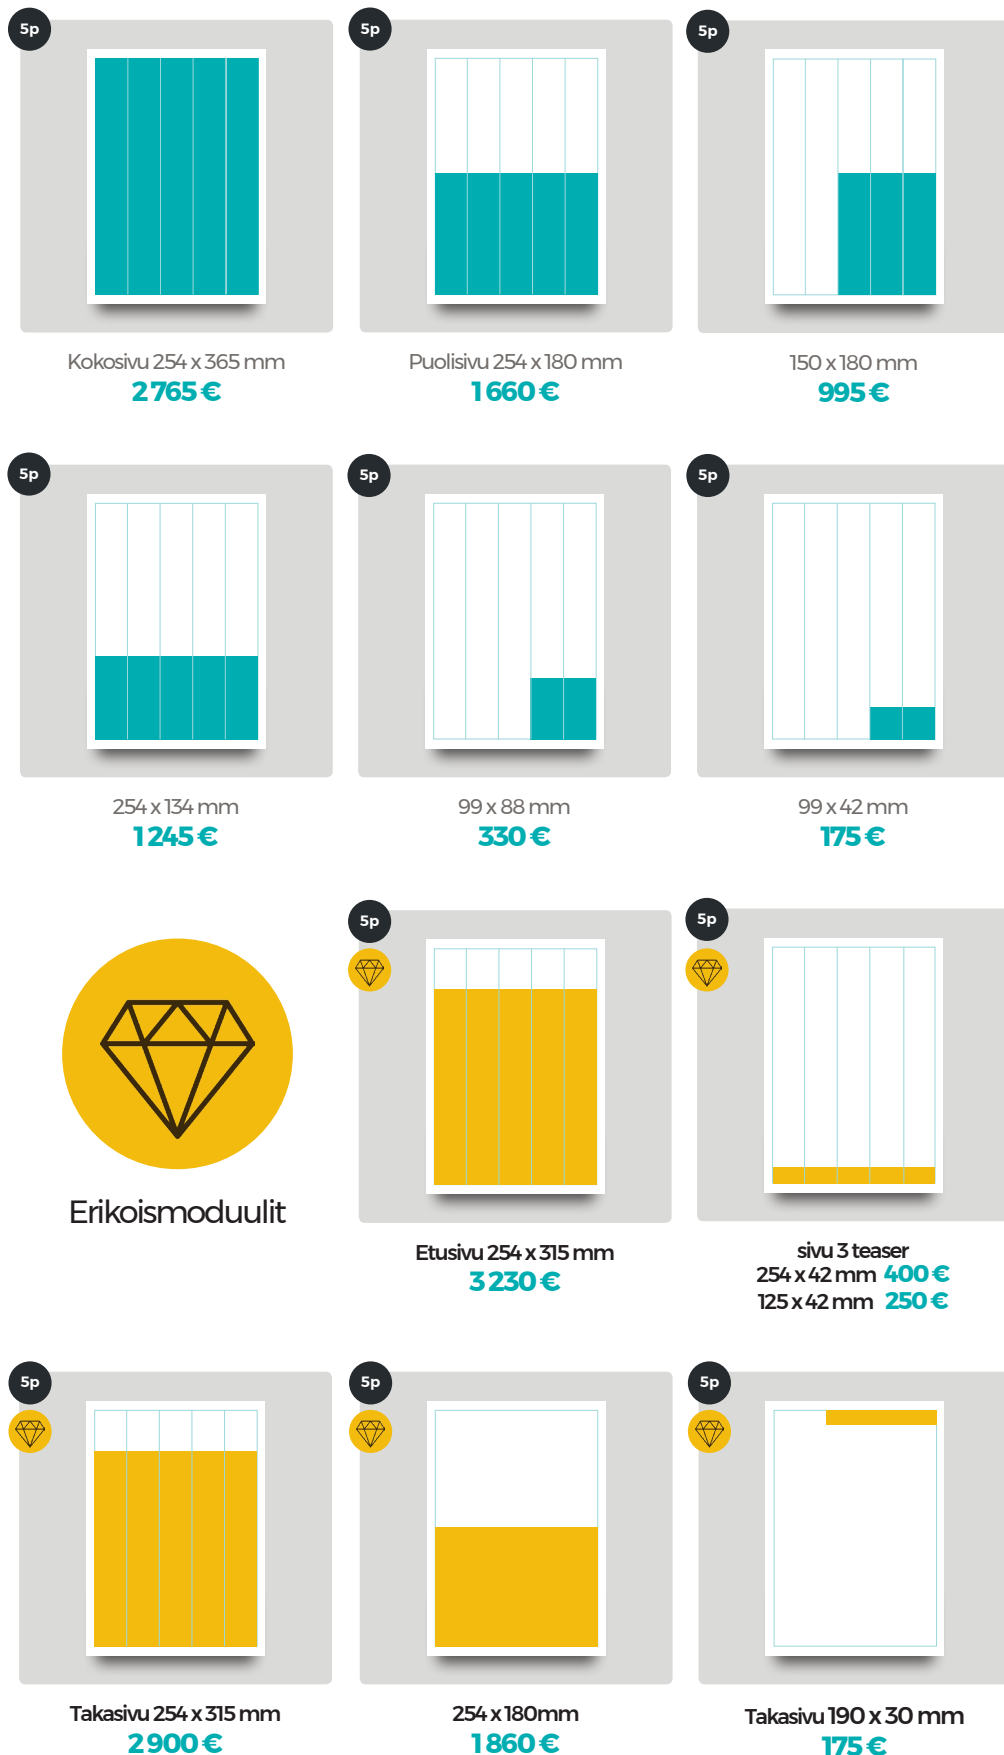 5p
5p
5p
Kokosivu 254 x 365 mm
2 765 €
Puolisivu 254 x 180 mm
1 660 €
150 x 180 mm
995 €
5p
5p
5p
254 x 134 mm
1 245 €
99 x 88 mm
330 €
99 x 42 mm
175 €
5p
5p
Erikoismoduulit
Etusivu 254 x 315 mm
3 230 €
sivu 3 teaser
254 x 42 mm 400 €
125 x 42 mm 250 €
5p
5p
5p
Takasivu 254 x 315 mm
2 900 €
254 x 180mm
1 860 €
Takasivu 190 x 30 mm
175 €